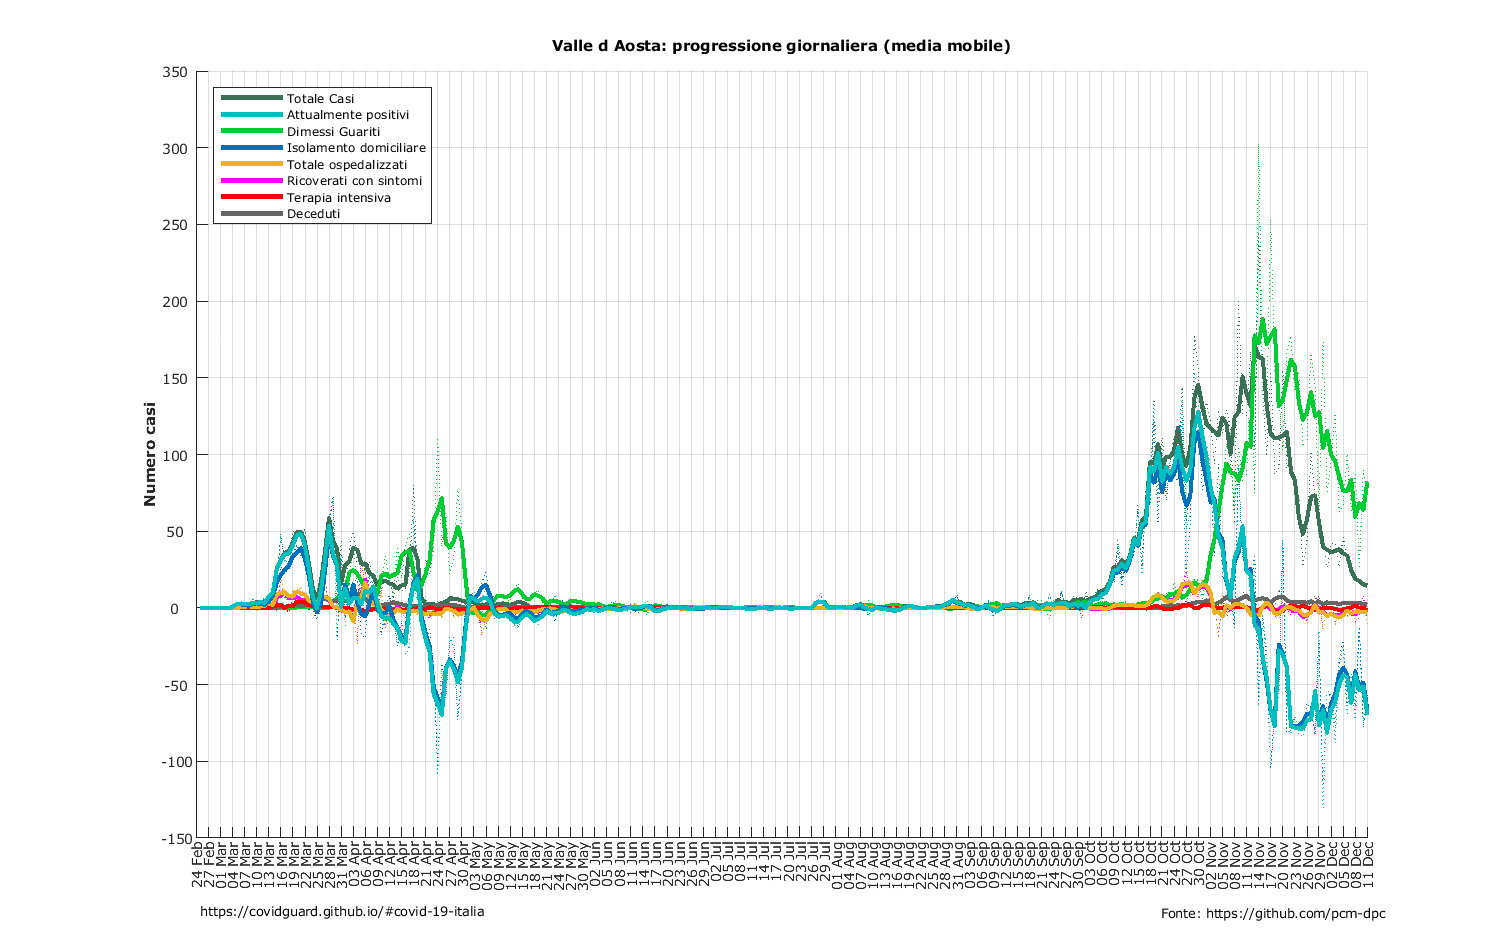 Valle d Aosta: progressione giornaliera (media mobile)
350
300
250
200
150
100
50
0
-50
-100
-150
Numero casi
Totale Casi
Attualmente positivi
Dimessi Guariti
Isolamento domiciliare
Totale ospedalizzati
Ricoverati con sintomi
Terapia intensiva
Deceduti
24 Feb
27 Feb
01 Mar
04 Mar
07 Mar
10 Mar
13 Mar
16 Mar
19 Mar
22 Mar
25 Mar
28 Mar
31 Mar
03 Apr
06 Apr
09 Apr
12 Apr
15 Apr
18 Apr
21 Apr
24 Apr
27 Apr
30 Apr
03 May
06 May
09 May
12 May
15 May
18 May
21 May
24 May
27 May
30 May
02 Jun
05 Jun
08 Jun
11 Jun
14 Jun
17 Jun
20 Jun
23 Jun
26 Jun
29 Jun
02 Jul
05 Jul
08 Jul
11 Jul
14 Jul
17 Jul
20 Jul
23 Jul
26 Jul
29 Jul
01 Aug
04 Aug
07 Aug
10 Aug
13 Aug
16 Aug
19 Aug
22 Aug
25 Aug
28 Aug
31 Aug
03 Sep
06 Sep
09 Sep
12 Sep
15 Sep
18 Sep
21 Sep
24 Sep
27 Sep
30 Sep
03 Oct
06 Oct
09 Oct
12 Oct
15 Oct
18 Oct
21 Oct
24 Oct
27 Oct
30 Oct
02 Nov
05 Nov
08 Nov
11 Nov
14 Nov
17 Nov
20 Nov
23 Nov
26 Nov
29 Nov
02 Dec
05 Dec
08 Dec
11 Dec
https://covidguard.github.io/#covid-19-italia
Fonte: https://github.com/pcm-dpc